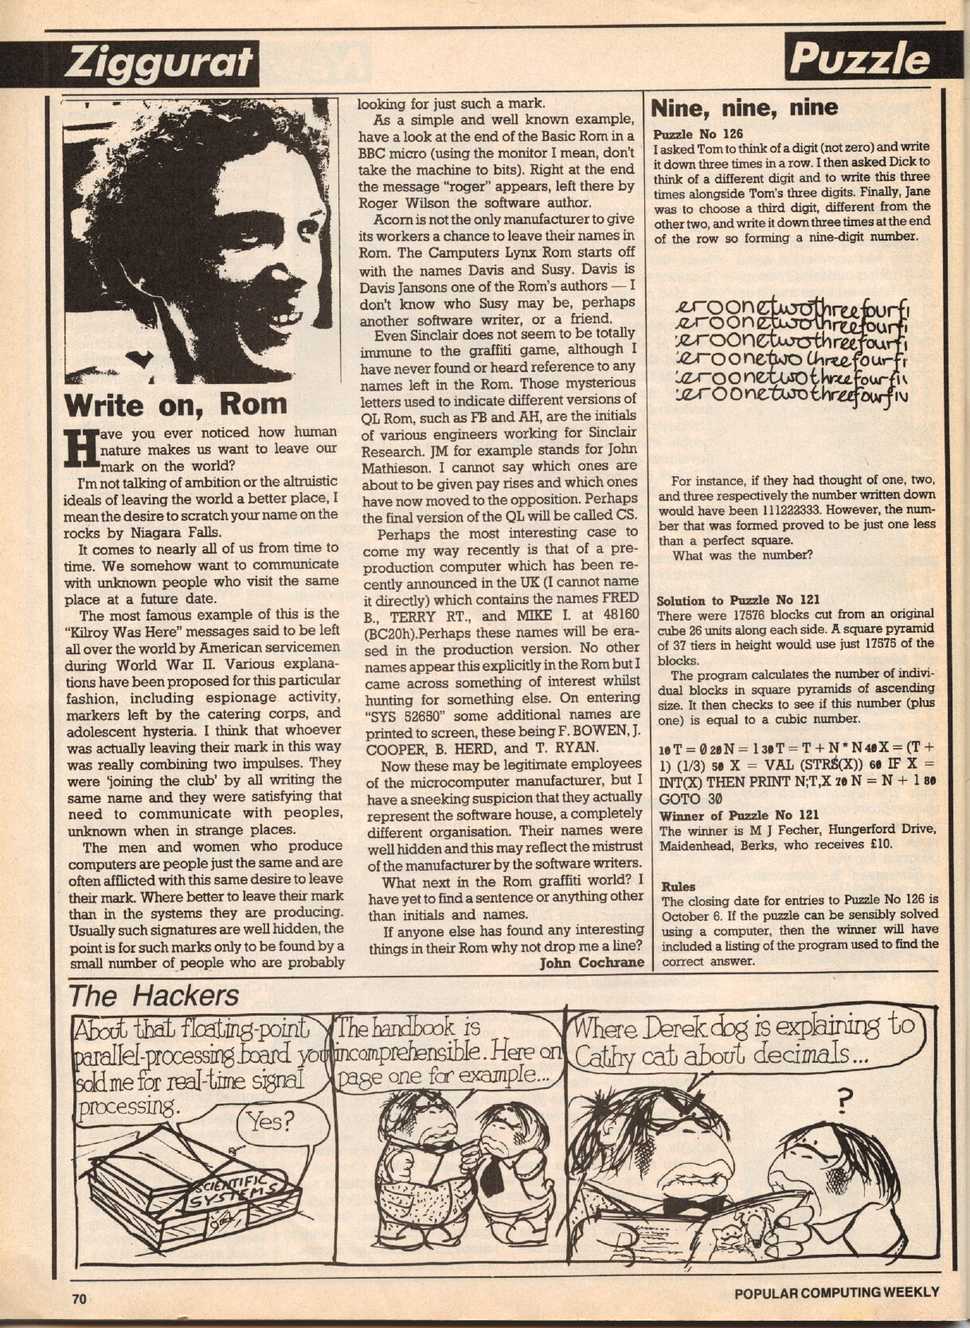 Ziggurat
Puzzle
Write on, Rom
Have you ever noticed how human
nature makes us want to leave our
mark on the world?
I'm not talking of ambition or the altruistic
ideals of leaving the world a better place, I
mean the desire to scratch your name on the
rocks by Niagara Falls.
It comes to nearly all of us from time to
time. We somehow want to communicate
with unknown people who visit the same
place at a future date.
The most famous example of this is the
"Kilroy Was Here" messages said to be left
all over the world by American servicemen
during World War II. Various explana-
tions have been proposed for this particular
fashion, including espionage activity,
markers left by the catering corps, and
adolescent hysteria. I think that whoever
was actually leaving their mark in this way
was really combining two impulses. They
were 'joining the club' by all writing the
same name and they were satisfying that
need to communicate with peoples,
unknown when in strange places.
The men and women who produce
computers are people just the same and are
often afflicted with this same desire to leave
their mark. Where better to leave their mark
than in the systems they are producing.
Usually such signatures are well hidden, the
point is for such marks only to be found by a
small number of people who are probably
looking for just such a mark.
As a simple and well known example,
have a look at the end of the Basic Rom in a
BBC micro (using the monitor I mean, don't
take the machine to bits). Right at the end
the message "roger" appears, left there by
Roger Wilson the software author.
Acorn is not the only manufacturer to give
its workers a chance to leave their names in
Rom. The Camputers Lynx Rom starts off
with the names Davis and Susy. Davis is
Davis Jansons one of the Rom's authors — I
don't know who Susy may be, perhaps
another software writer, or a friend.
Even Sinclair does not seem to be totally
immune to the graffiti game, although I
have never found or heard reference to any
names left in the Rom. Those mysterious
letters used to indicate different versions of
QL Rom, such as FB and AH, are the initials
of various engineers working for Sinclair
Research. JM for example stands for John
Mathieson. I cannot say which ones are
about to be given pay rises and which ones
have now moved to the opposition. Perhaps
the final version of the QL will be called CS.
Perhaps the most interesting case to
come my way recently is that of a pre-
production computer which has been re-
cently announced in the UK (I cannot name
it directly) which contains the names FRED
B., TERRY RT., and MIKE I. at 48160
(BC20h).Perhaps these names will be era-
sed in the production version. No other
names appear this explicitly in the Rom but I
came across something of interest whilst
hunting for something else. On entering
"SYS 52650" some additional names are
printed to screen, these being F. BOWEN, J.
COOPER, B. HERD, and T. RYAN.
Now these may be legitimate employees
of the microcomputer manufacturer, but I
have a sneeking suspicion that they actually
represent the software house, a completely
different organisation. Their names were
well hidden and this may reflect the mistrust
of the manufacturer by the software writers.
What next in the Rom graffiti world? I
have yet to find a sentence or anything other
than initials and names.
If anyone else has found any interesting
things in their Rom why not drop me a line?
John Cochrane
Nine, nine, nine
Puzzle No 126
I asked Tom to think of a digit (not zero) and write
it down three times in a row. I then asked Dick to
think of a different digit and to write this three
times alongside Tom's three digits. Finally, Jane
was to choose a third digit, different from the
other two, and write it down three times at the end
of the row so forming a nine-digit number.
eroonetwothreefourfi
eroonetwothreefourfi
eroonetwothreefourfi
eroonetwothreefourfi
eroonetwothreefourfi
eroonetwothreefourfiv
For instance, if they had thought of one, two,
and three respectively the number written down
would have been 111222333. However, the num-
ber that was formed proved to be just one less
than a perfect square.
What was the number?
Solution to Puzzle No 121
There were 17576 blocks cut from an original
cube 26 units along each side. A square pyramid
of 37 tiers in height would use just 17575 of the
blocks.
The program calculates the number of indivi-
dual blocks in square pyramids of ascending
size. It then checks to see if this number (plus
one) is equal to a cubic number.
10 T = 0 20 N = 1 30 T = T + N * N 40 X = (T +
1) (1/3) 50 X = VAL (STR$(X)) 60 IF X =
INT(X) THEN PRINT N;T,X 70 N = N + 1 80
GOTO 30
Winner of Puzzle No 121
The winner is M J Fecher, Hungerford Drive,
Maidenhead, Berks, who receives £10.
Rules
The closing date for entries to Puzzle No 126 is
October 6. If the puzzle can be sensibly solved
using a computer, then the winner will have
included a listing of the program used to find the
correct answer.
The Hackers
About that floating-point
parallel-processing board you
sold me for real-time signal
processing.
Yes?
SCIENTIFIC
SYSTEMS
The handbook is
incomprehensible. Here on
page one for example...
Where Derek dog is explaining to
Cathy cat about decimals...
?
70
POPULAR COMPUTING WEEKLY